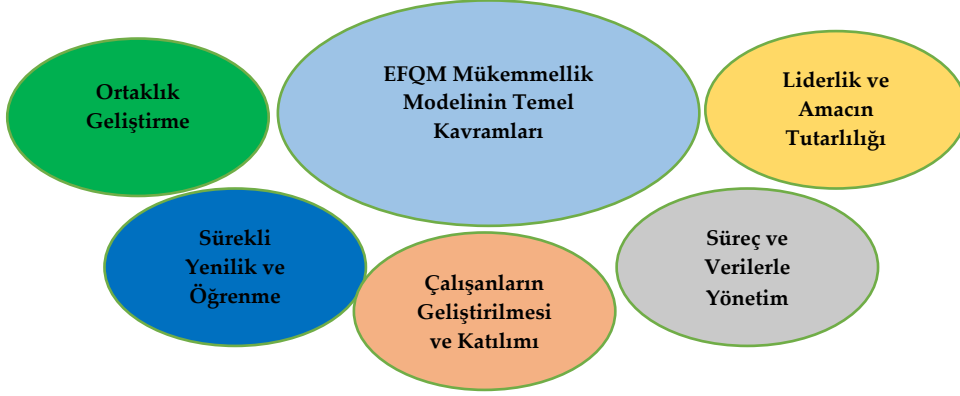 EFQM Mükemmellik
Modelinin Temel
Kavramları
Ortaklık
Geliştirme
Liderlik ve
Amacın
Tutarlılığı
Sürekli
Yenilik ve
Öğrenme
Çalışanların
Geliştirilmesi
ve Katılımı
Süreç ve
Verilerle
Yönetim